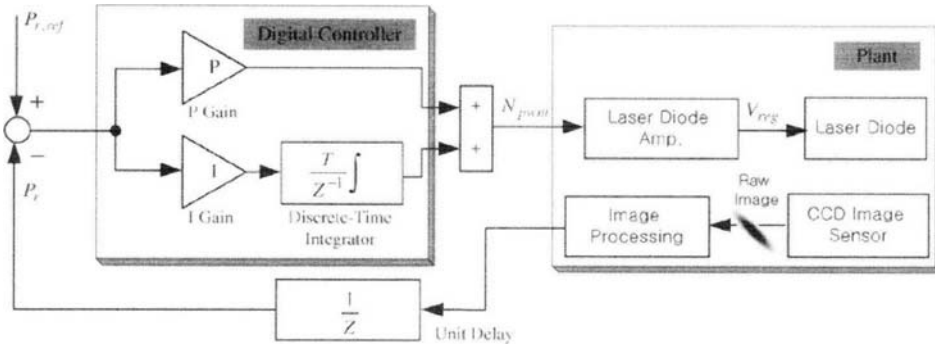 P_r,ref
Digital Controller
Plant
P
P Gain
+
−
+
+
N_pwm
Laser Diode
Amp.
V_reg
Laser Diode
P_r
I
I Gain
T
Z⁻¹ ∫
Discrete-Time
Integrator
Image
Processing
Raw
Image
CCD Image
Sensor
1
Z
Unit Delay